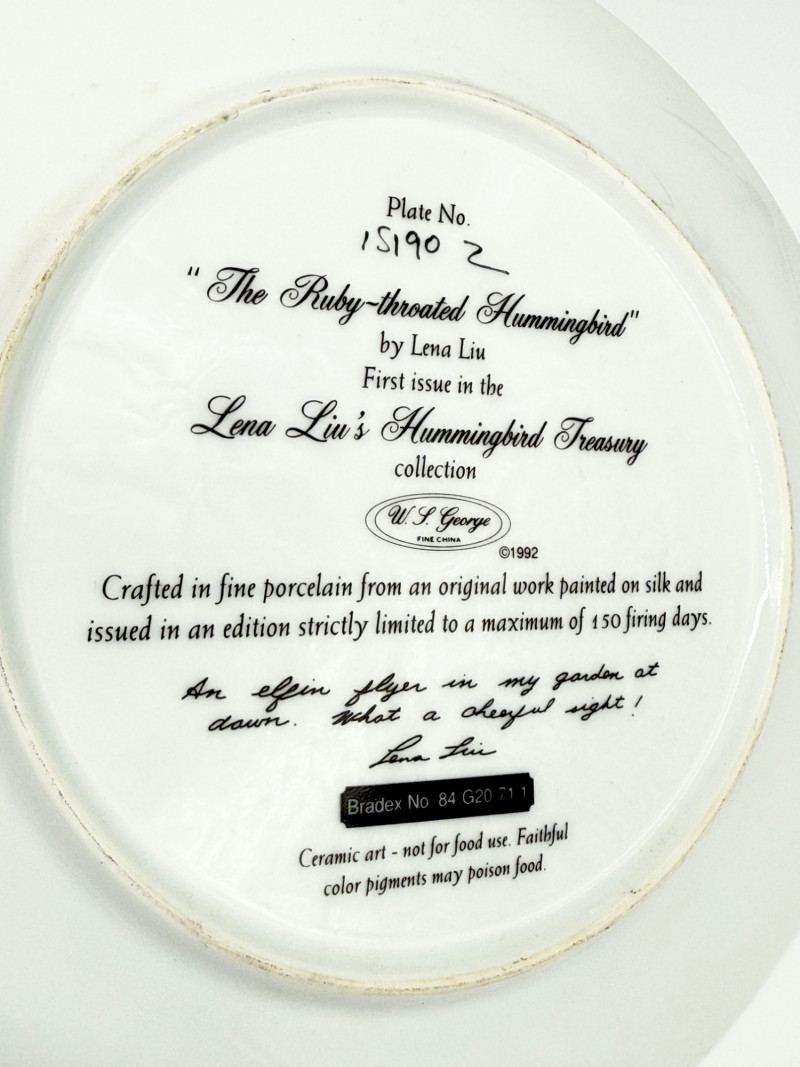 Plate No.
15190 Z
"The Ruby~throated Hummingbird"
by Lena Liu
First issue in the
Lena Liu's Hummingbird Treasury
collection
W. S. George
FINE CHINA
©1992
Crafted in fine porcelain from an original work painted on silk and
issued in an edition strictly limited to a maximum of 150 firing days.
An elfin flyer in my garden at
dawn. What a cheerful sight!
Lena Liu
Bradex No 84 G20 71 1
Ceramic art - not for food use. Faithful
color pigments may poison food.